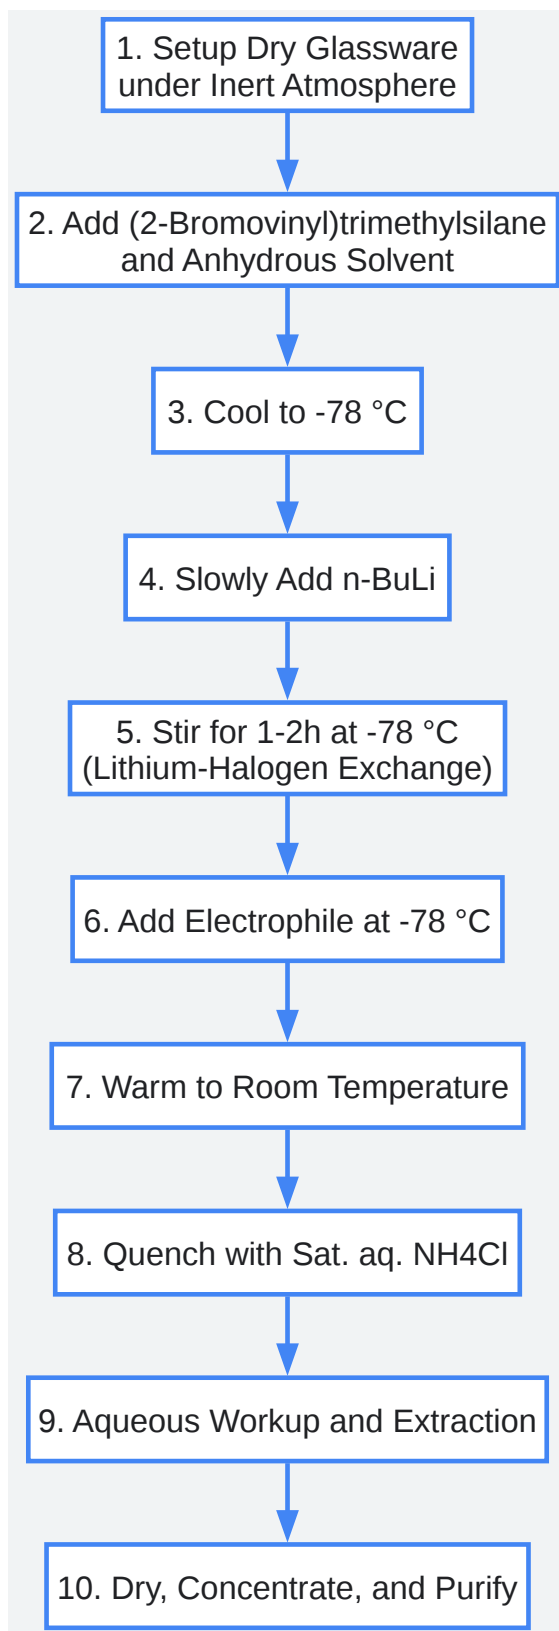 1. Setup Dry Glassware
under Inert Atmosphere
2. Add (2-Bromovinyl)trimethylsilane
and Anhydrous Solvent
3. Cool to -78 °C
4. Slowly Add n-BuLi
5. Stir for 1-2h at -78 °C
(Lithium-Halogen Exchange)
6. Add Electrophile at -78 °C
7. Warm to Room Temperature
8. Quench with Sat. aq. NH4Cl
9. Aqueous Workup and Extraction
10. Dry, Concentrate, and Purify